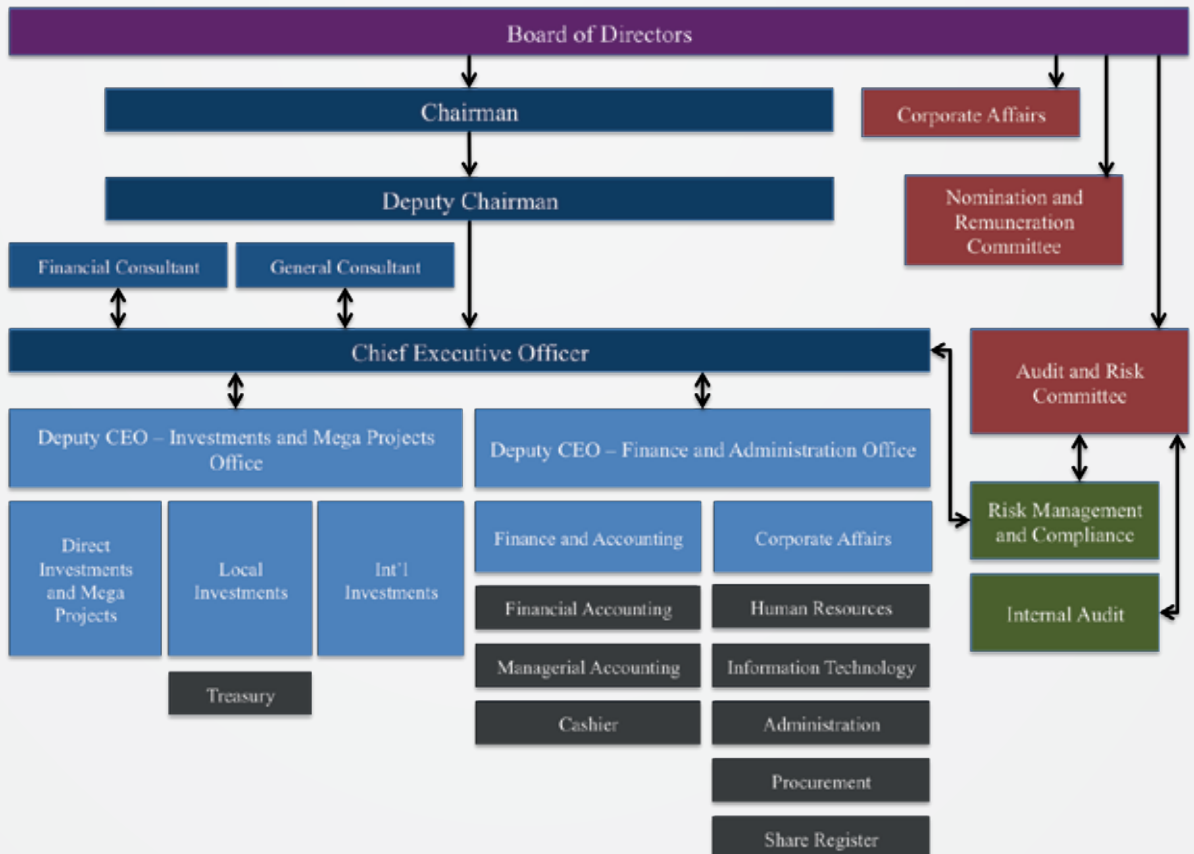 Board of Directors
Chairman
Corporate Affairs
Deputy Chairman
Nomination and
Remuneration
Committee
Financial Consultant
General Consultant
Chief Executive Officer
Audit and Risk
Committee
Deputy CEO – Investments and Mega Projects
Office
Deputy CEO – Finance and Administration Office
Direct
Investments
and Mega
Projects
Local
Investments
Int'l
Investments
Finance and Accounting
Corporate Affairs
Risk Management
and Compliance
Financial Accounting
Human Resources
Internal Audit
Managerial Accounting
Information Technology
Treasury
Cashier
Administration
Procurement
Share Register